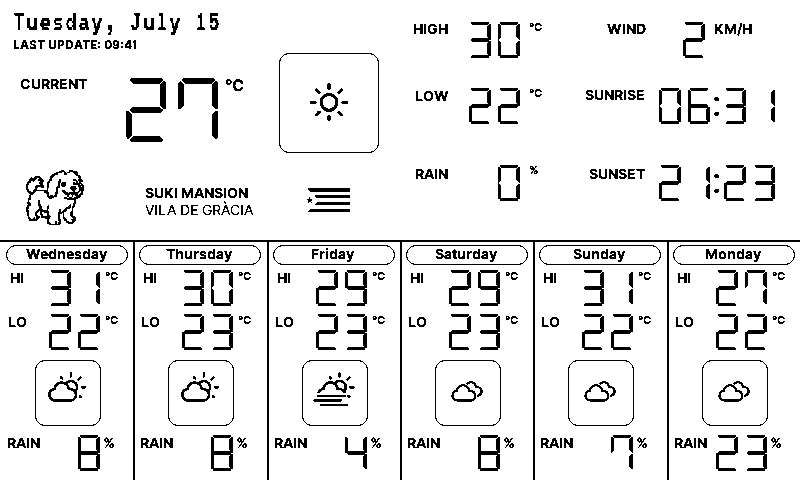 Tuesday, July 15
LAST UPDATE: 09:41
CURRENT 27 °C
SUKI MANSION
VILA DE GRÀCIA
HIGH 30 °C
LOW 22 °C
RAIN 0 %
WIND 2 KM/H
SUNRISE 06:31
SUNSET 21:23
Wednesday
HI 31 °C
LO 22 °C
RAIN 8 %
Thursday
HI 30 °C
LO 23 °C
RAIN 8 %
Friday
HI 29 °C
LO 23 °C
RAIN 4 %
Saturday
HI 29 °C
LO 23 °C
RAIN 8 %
Sunday
HI 31 °C
LO 22 °C
RAIN 7 %
Monday
HI 27 °C
LO 22 °C
RAIN 23 %